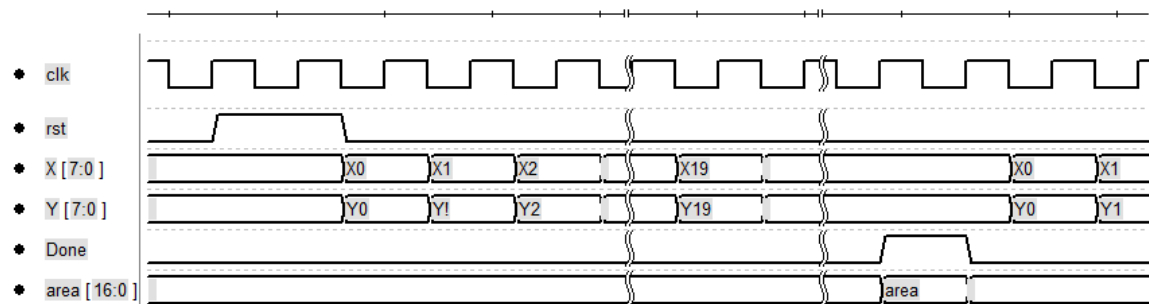 clk
rst
X [7:0 ] X0 X1 X2 X19 X0 X1
Y [7:0 ] Y0 Y! Y2 Y19 Y0 Y1
Done
area [16:0 ] area